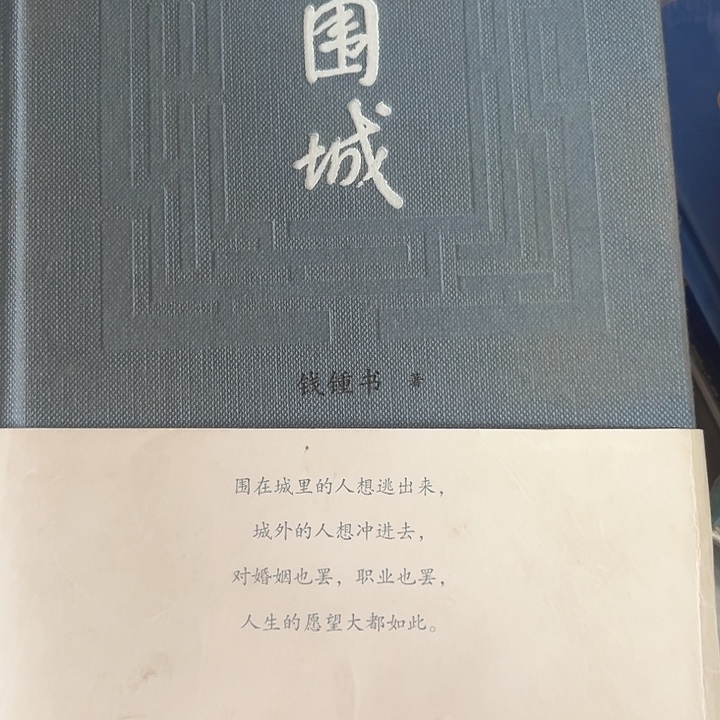 围城
钱锺书 著
围在城里的人想逃出来，
城外的人想冲进去，
对婚姻也罢，职业也罢，
人生的愿望大都如此。